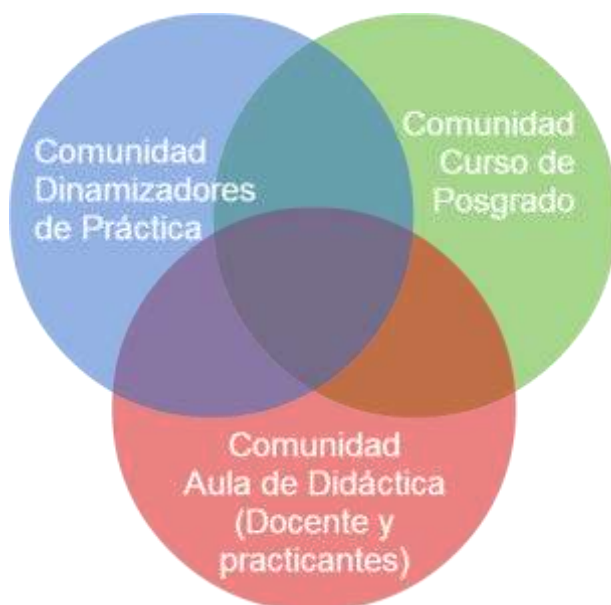 Comunidad
Dinamizadores
de Práctica
Comunidad
Curso de
Posgrado
Comunidad
Aula de Didáctica
(Docente y
practicantes)